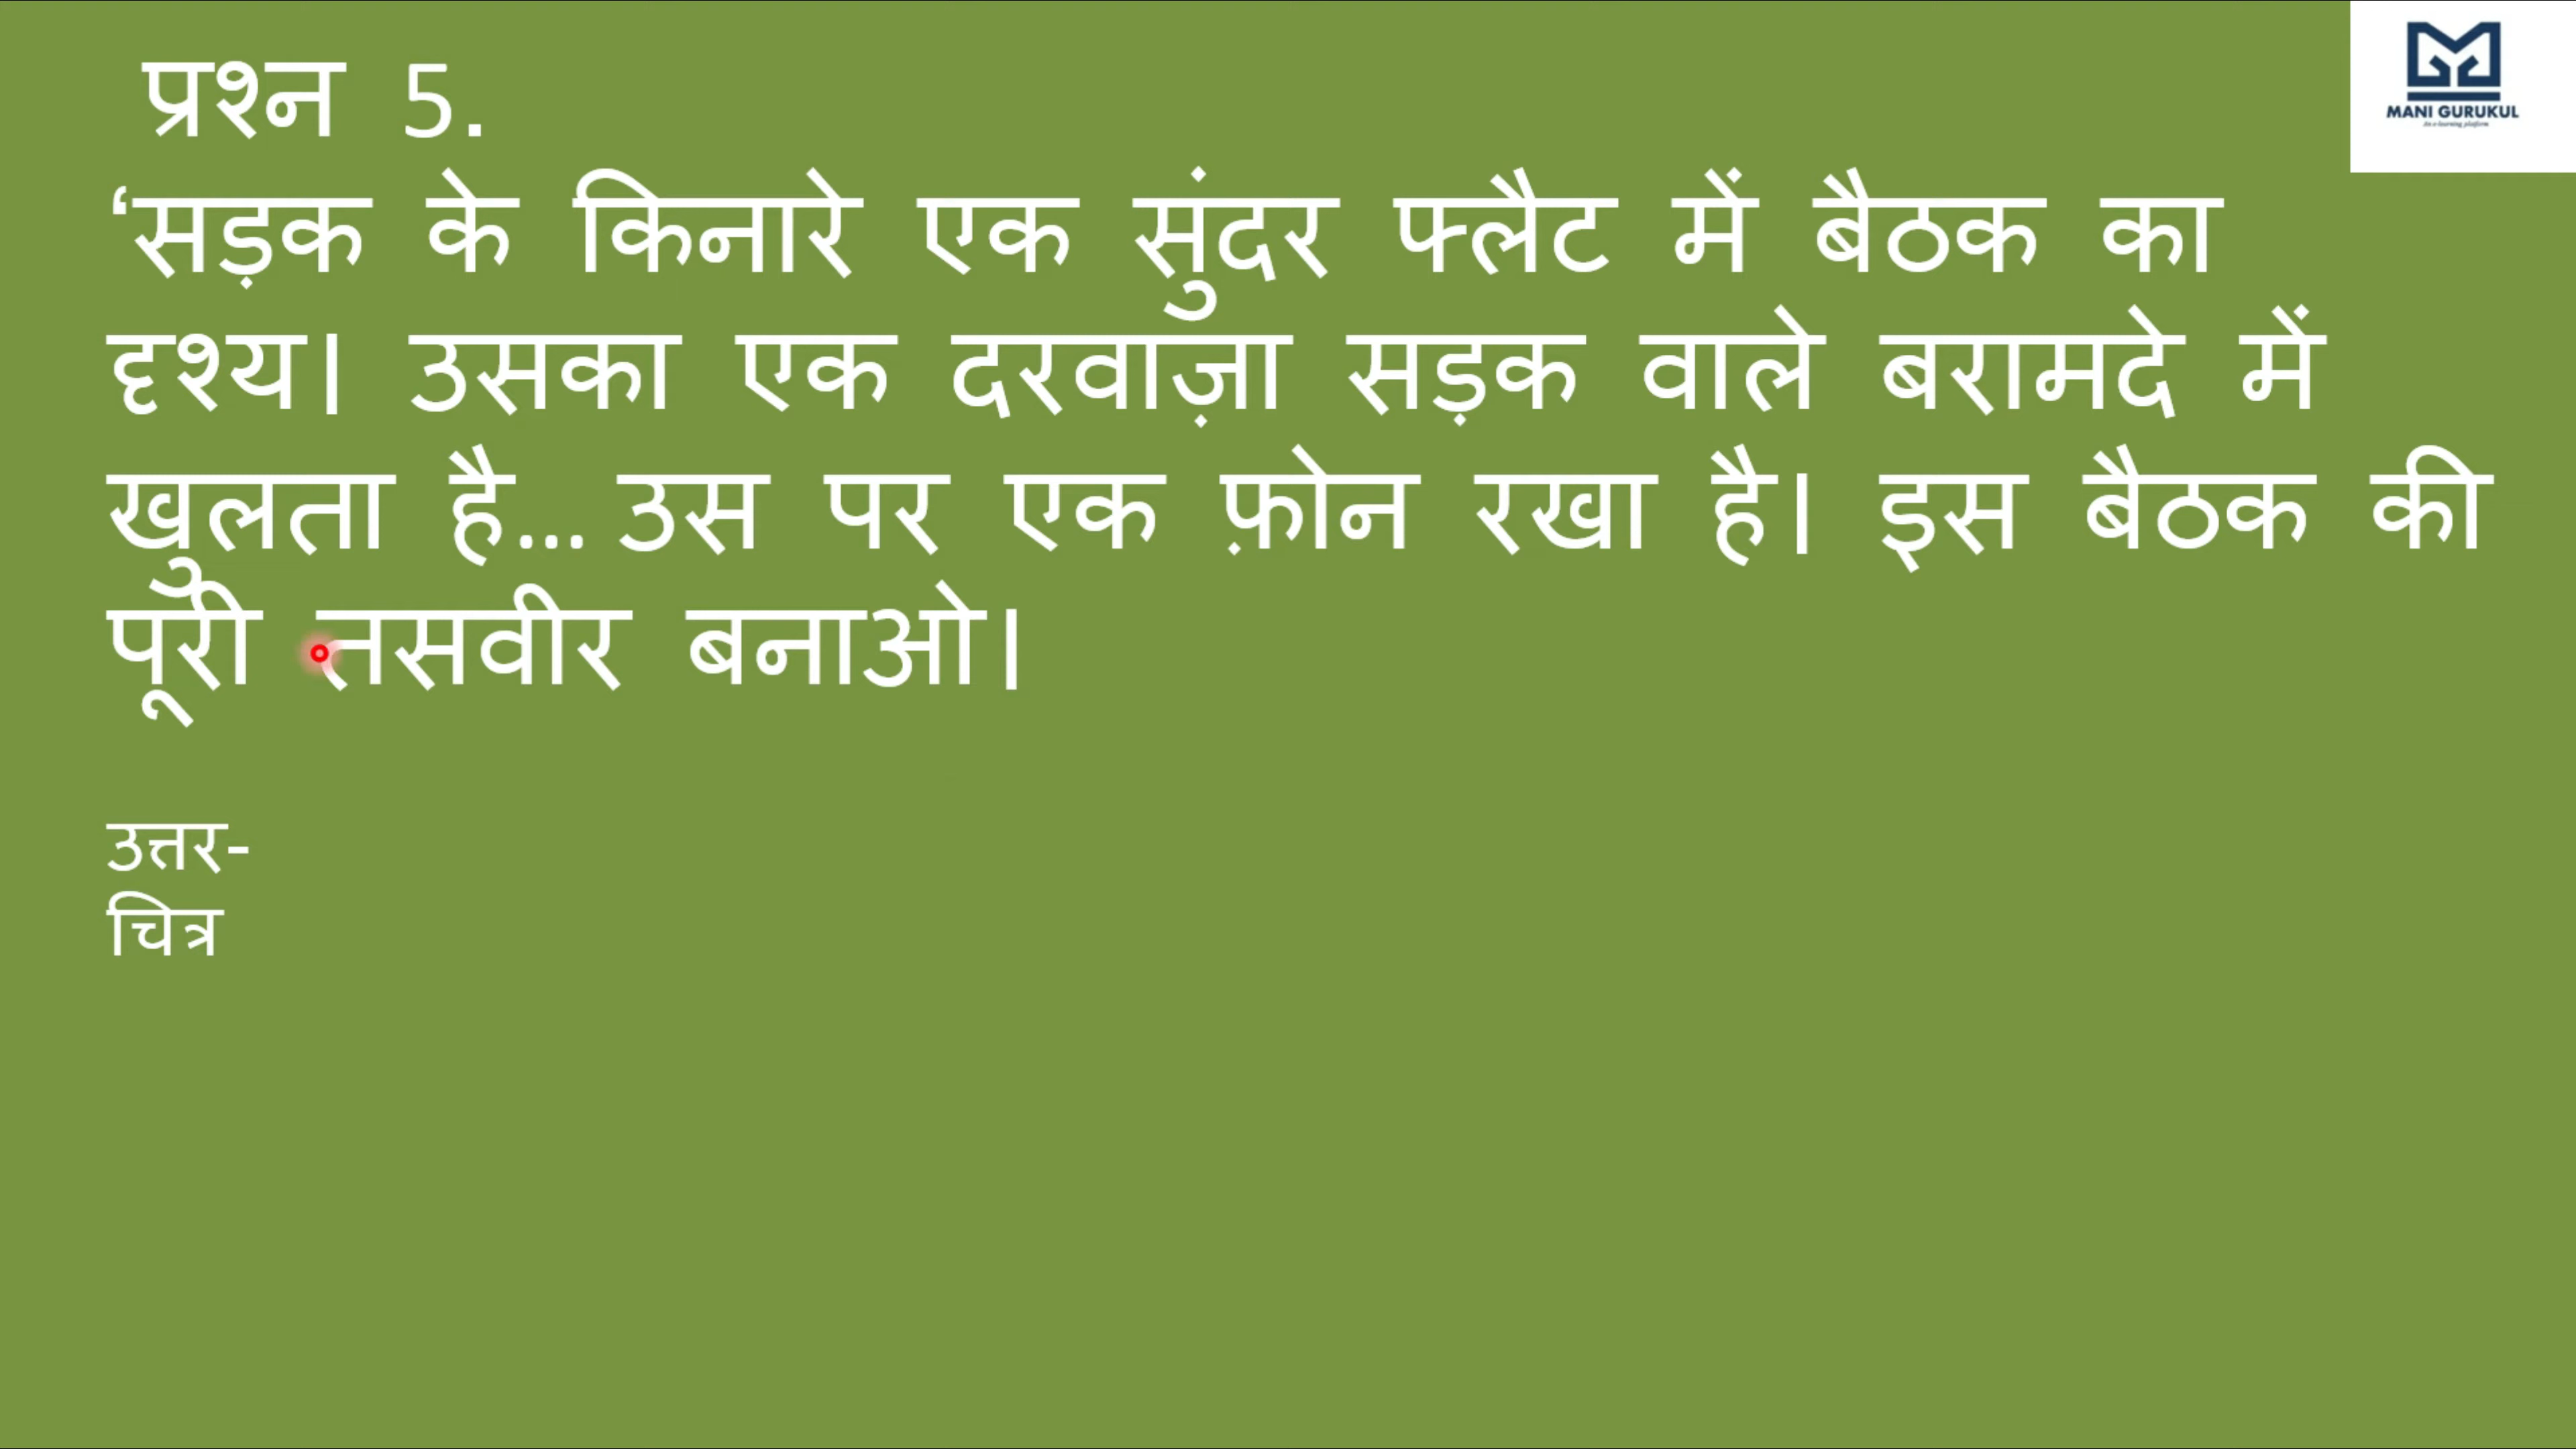 प्रश्न 5.
MANI GURUKUL
‘सड़क के किनारे एक सुंदर फ्लैट में बैठक का
दृश्य। उसका एक दरवाज़ा सड़क वाले बरामदे में
खुलता है... उस पर एक फ़ोन रखा है। इस बैठक की
पूरी तसवीर बनाओ।
उत्तर-
चित्र